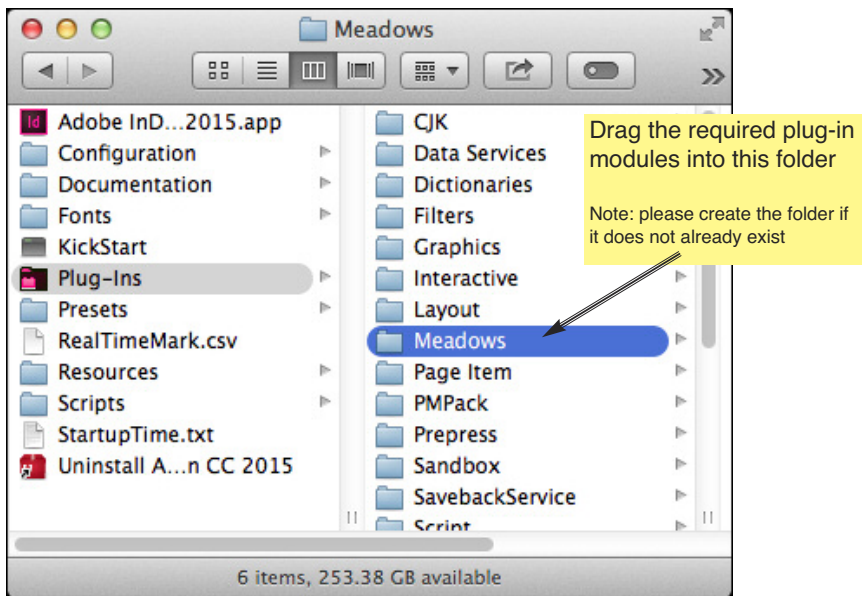 Meadows
Id
Adobe InD...2015.app
Configuration
Documentation
Fonts
KickStart
Plug-Ins
Presets
RealTimeMark.csv
Resources
Scripts
StartupTime.txt
Uninstall A...n CC 2015
CJK
Data Services
Dictionaries
Filters
Graphics
Interactive
Layout
Meadows
Page Item
PMPack
Prepress
Sandbox
SavebackService
Script
Drag the required plug-in
modules into this folder
Note: please create the folder if
it does not already exist
6 items, 253.38 GB available